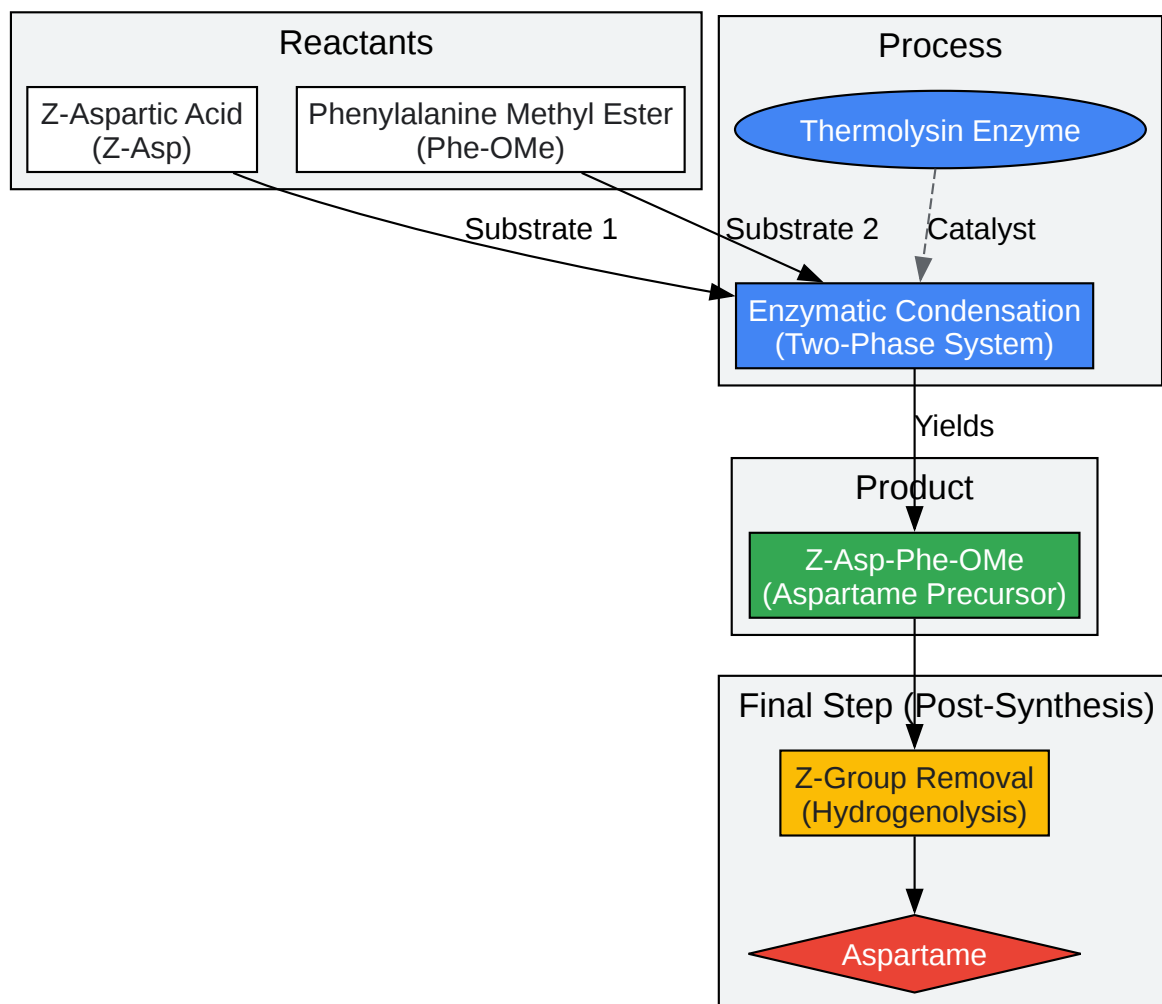 Reactants
Z-Aspartic Acid
(Z-Asp)
Phenylalanine Methyl Ester
(Phe-OMe)
Process
Thermolysin Enzyme
Substrate 1
Substrate 2
Catalyst
Enzymatic Condensation
(Two-Phase System)
Yields
Product
Z-Asp-Phe-OMe
(Aspartame Precursor)
Final Step (Post-Synthesis)
Z-Group Removal
(Hydrogenolysis)
Aspartame